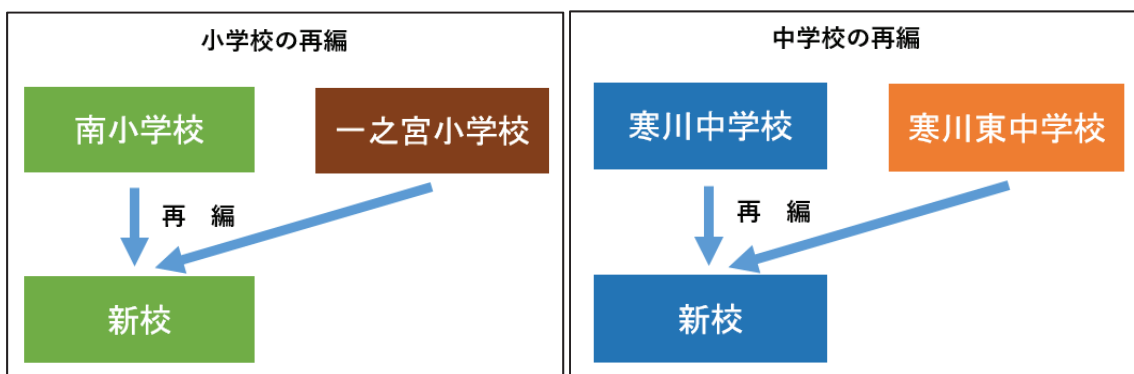 小学校の再編
南小学校
一之宮小学校
再　編
新校
中学校の再編
寒川中学校
寒川東中学校
再　編
新校